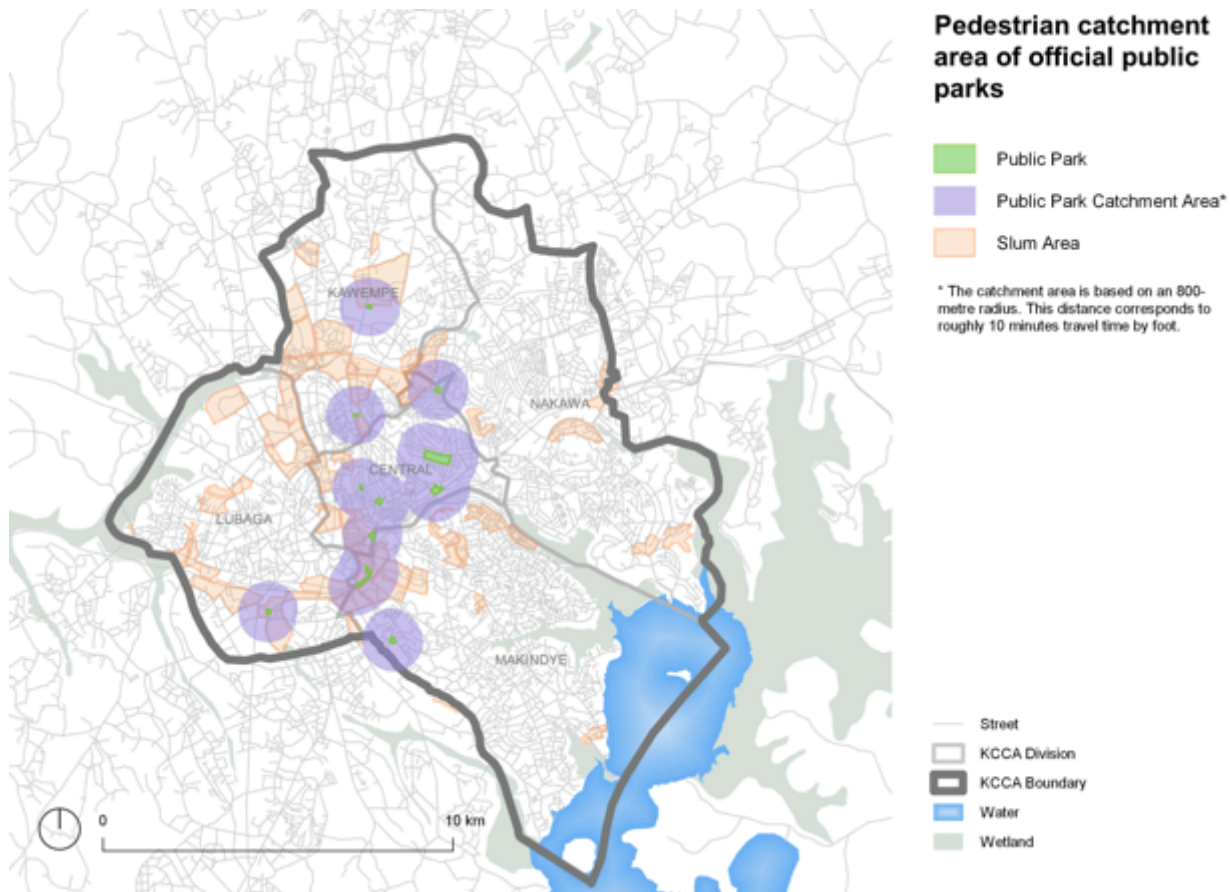 Pedestrian catchment
area of official public
parks
Public Park
Public Park Catchment Area*
Slum Area
* The catchment area is based on an 800-
metre radius. This distance corresponds to
roughly 10 minutes travel time by foot.
KAWEMPE
NAKAWA
CENTRAL
LUBAGA
MAKINDYE
0
10 km
Street
KCCA Division
KCCA Boundary
Water
Wetland